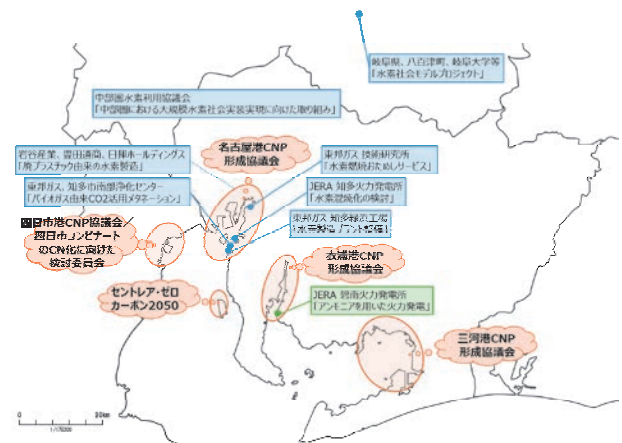 岐阜県、八百津町、岐阜大学等
「水素社会モデルプロジェクト」
中部圏水素利用協議会
「中部圏における大規模水素社会実装実現に向けた取り組み」
岩谷産業、豊田通商、日揮ホールディングス
「廃プラスチック由来の水素製造」
名古屋港CNP
形成協議会
東邦ガス 技術研究所
「水素燃焼おためしサービス」
東邦ガス、知多市南部浄化センター
「バイオガス由来CO2活用メタネーション」
JERA 知多火力発電所
「水素混焼化の検討」
東邦ガス 知多緑浜工場
「水素製造プラント整備」
四日市港CNP協議会／
四日市コンビナート
のCN化に向けた
検討委員会
衣浦港CNP
形成協議会
セントレア・ゼロ
カーボン2050
JERA 碧南火力発電所
「アンモニアを用いた火力発電」
三河港CNP
形成協議会
0
20km